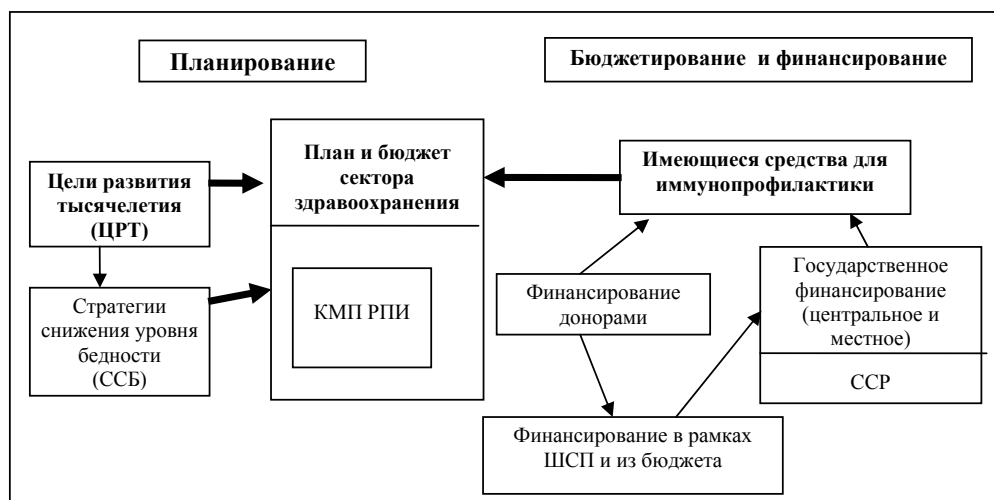 Планирование
Бюджетирование и финансирование
План и бюджет
сектора
здравоохранения
Имеющиеся средства для
иммунопрофилактики
Цели развития
тысячелетия
(ЦРТ)
Государственное
финансирование
(центральное и
местное)
Финансирование
донорами
КМП РПИ
Стратегии
снижения уровня
бедности
(ССБ)
ССР
Финансирование в рамках
ШСП и из бюджета